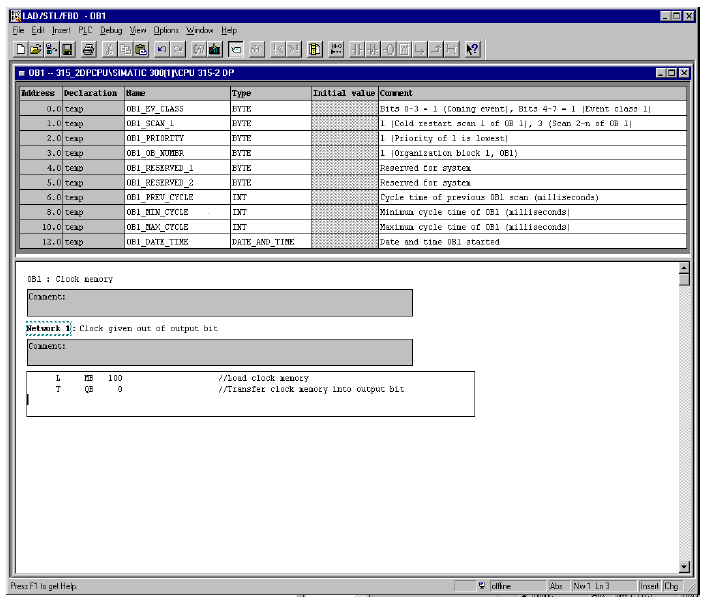 LAD/STL/FBD - OB1
File Edit Insert PLC Debug View Options Window Help
OB1 -- 315_2DPCPU\SIMATIC 300(1)\CPU 315-2 DP
Address Declaration Name Type Initial value Comment
0.0 temp OB1_EV_CLASS BYTE Bits 0-3 = 1 (Coming event), Bits 4-7 = 1 (Event class 1)
1.0 temp OB1_SCAN_1 BYTE 1 (Cold restart scan 1 of OB 1), 3 (Scan 2-n of OB 1)
2.0 temp OB1_PRIORITY BYTE 1 (Priority of 1 is lowest)
3.0 temp OB1_OB_NUMBR BYTE 1 (Organization block 1, OB1)
4.0 temp OB1_RESERVED_1 BYTE Reserved for system
5.0 temp OB1_RESERVED_2 BYTE Reserved for system
6.0 temp OB1_PREV_CYCLE INT Cycle time of previous OB1 scan (milliseconds)
8.0 temp OB1_MIN_CYCLE INT Minimum cycle time of OB1 (milliseconds)
10.0 temp OB1_MAX_CYCLE INT Maximum cycle time of OB1 (milliseconds)
12.0 temp OB1_DATE_TIME DATE_AND_TIME Date and time OB1 started
OB1 : Clock memory
Comment:
Network 1: Clock given out of output bit
Comment:
L MB 100 //Load clock memory
T QB 0 //Transfer clock memory into output bit
Press F1 to get Help. offline Abs Nw 1 Ln 3 Insert Chg